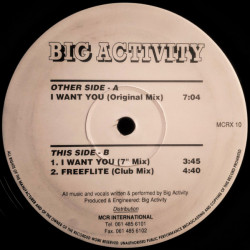 BIG ACTIVITY
OTHER SIDE - A
I WANT YOU (Original Mix) 7:04
MCRX 10
THIS SIDE - B
1. I WANT YOU (7" Mix) 3:45
2. FREEFLITE (Club Mix) 4:40
All music and vocals written & performed by Big Activity
Produced & Engineered: Big Activity
Distribution
MCR INTERNATIONAL
Tel: 061 485 6101
Fax: 061 485 6102